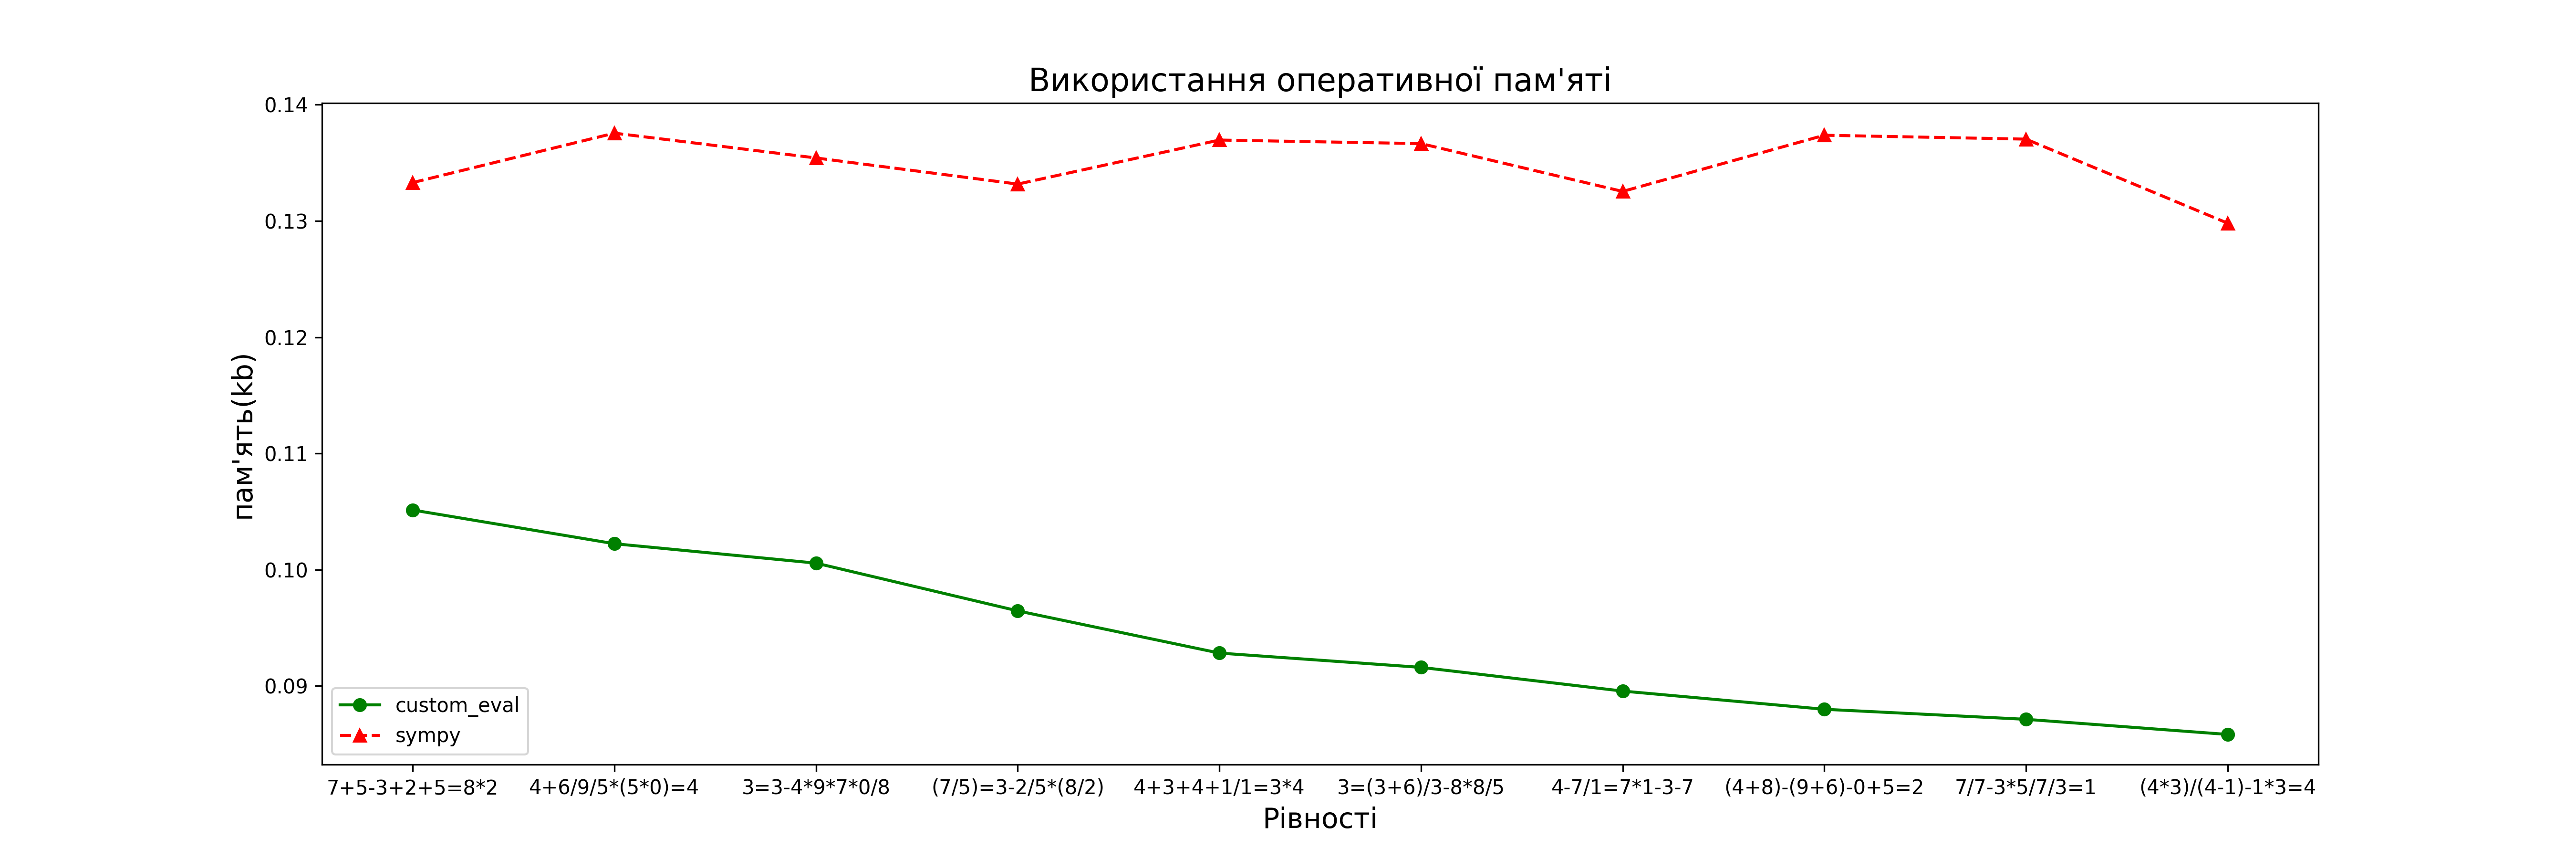 Використання оперативної пам'яті
0.14
0.13
0.12
0.11
0.10
0.09
пам'ять(kb)
custom_eval
sympy
7+5-3+2+5=8*2 4+6/9/5*(5*0)=4 3=3-4*9*7*0/8 (7/5)=3-2/5*(8/2) 4+3+4+1/1=3*4 3=(3+6)/3-8*8/5 4-7/1=7*1-3-7 (4+8)-(9+6)-0+5=2 7/7-3*5/7/3=1 (4*3)/(4-1)-1*3=4
Рівності